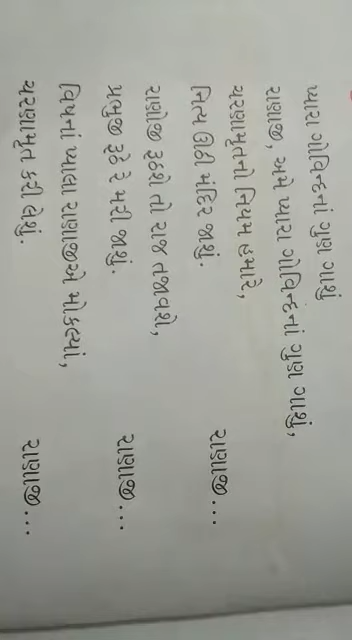 પ્યારા ગોવિન્દનાં ગુણ ગાશું
રાણાજી, અમે પ્યારા ગોવિન્દનાં ગુણ ગાશું,
ચરણામૃતનો નિયમ હમારે,
નિત્ય ઊઠી મંદિર જાશું. રાણાજી...
રાણોજી રૂઠશે તો રાજ તજાવશે,
પ્રભુજી રૂઠે રે મરી જાશું. રાણાજી...
વિષનાં પ્યાલા રાણાજીએ મોકલ્યાં,
ચરણામૃત કરી લેશું. રાણાજી...